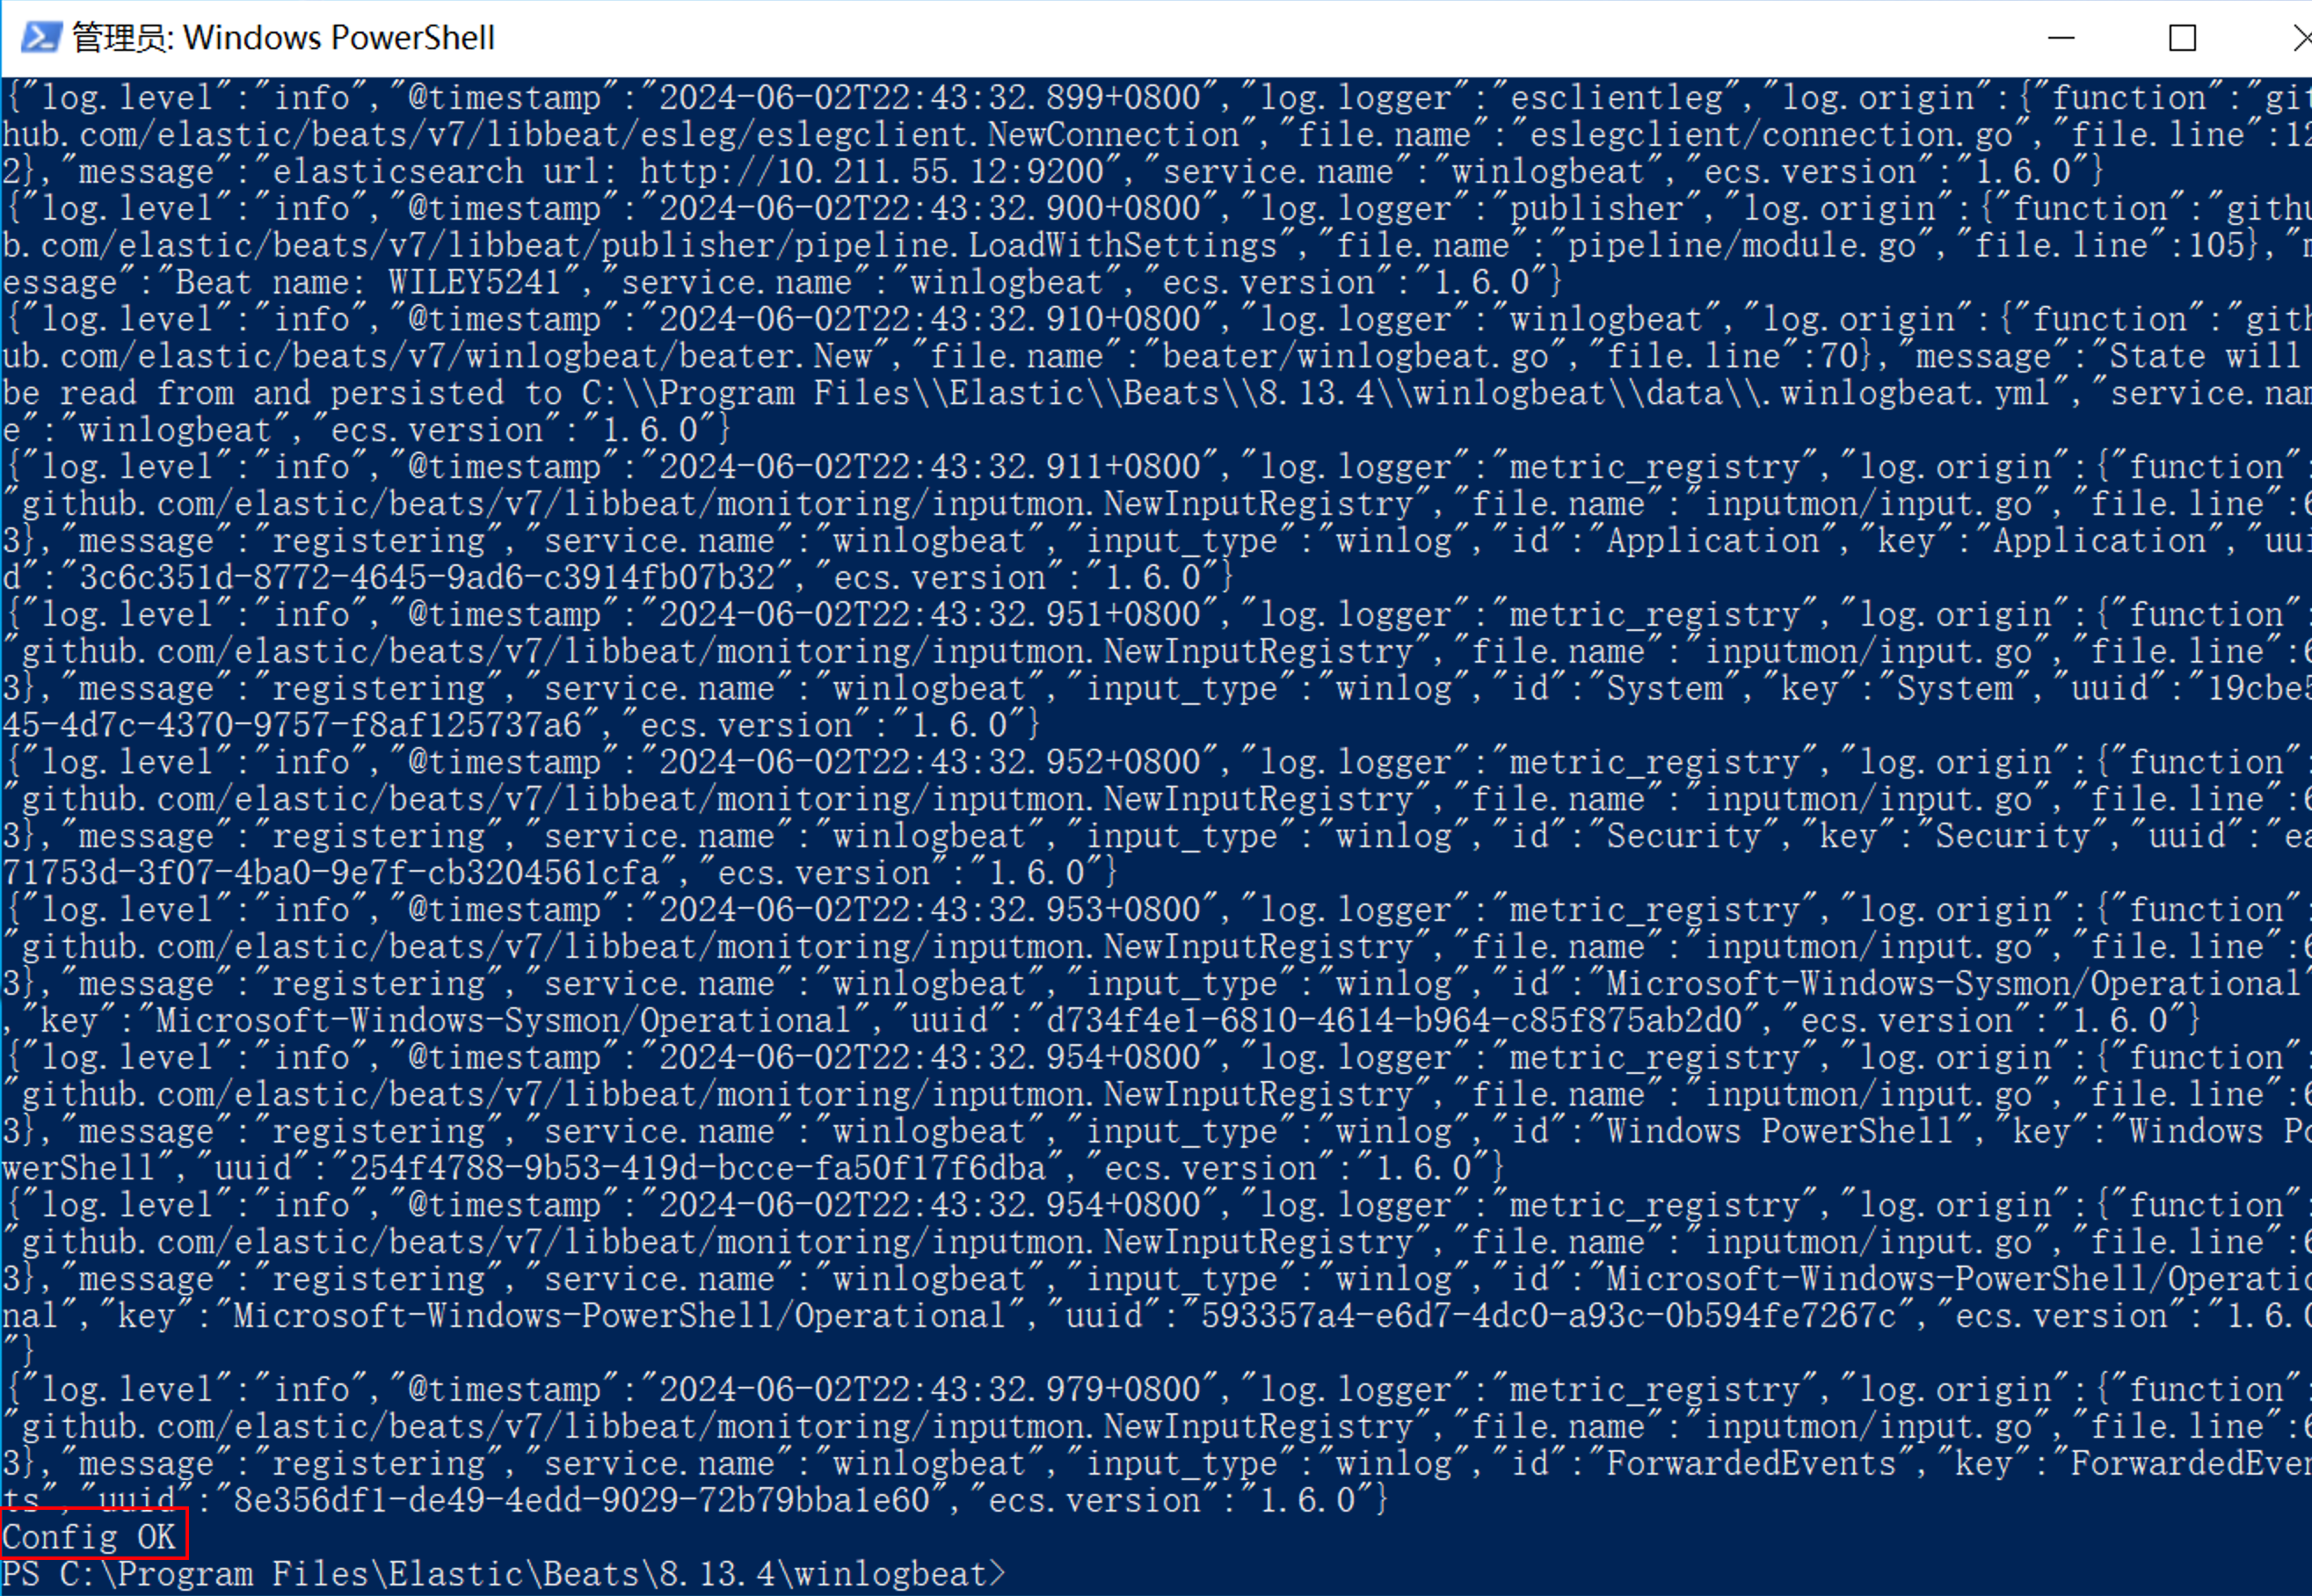 管理员: Windows PowerShell
{"log.level":"info","@timestamp":"2024-06-02T22:43:32.899+0800","log.logger":"esclientleg","log.origin":{"function":"git
hub.com/elastic/beats/v7/libbeat/esleg/eslegclient.NewConnection","file.name":"eslegclient/connection.go","file.line":12
2},"message":"elasticsearch url: http://10.211.55.12:9200","service.name":"winlogbeat","ecs.version":"1.6.0"}
{"log.level":"info","@timestamp":"2024-06-02T22:43:32.900+0800","log.logger":"publisher","log.origin":{"function":"githu
b.com/elastic/beats/v7/libbeat/publisher/pipeline.LoadWithSettings","file.name":"pipeline/module.go","file.line":105},"m
essage":"Beat name: WILEY5241","service.name":"winlogbeat","ecs.version":"1.6.0"}
{"log.level":"info","@timestamp":"2024-06-02T22:43:32.910+0800","log.logger":"winlogbeat","log.origin":{"function":"gith
ub.com/elastic/beats/v7/winlogbeat/beater.New","file.name":"beater/winlogbeat.go","file.line":70},"message":"State will
be read from and persisted to C:\\Program Files\\Elastic\\Beats\\8.13.4\\winlogbeat\\data\\.winlogbeat.yml","service.nam
e":"winlogbeat","ecs.version":"1.6.0"}
{"log.level":"info","@timestamp":"2024-06-02T22:43:32.911+0800","log.logger":"metric_registry","log.origin":{"function":
"github.com/elastic/beats/v7/libbeat/monitoring/inputmon.NewInputRegistry","file.name":"inputmon/input.go","file.line":6
3},"message":"registering","service.name":"winlogbeat","input_type":"winlog","id":"Application","key":"Application","uui
d":"3c6c351d-8772-4645-9ad6-c3914fb07b32","ecs.version":"1.6.0"}
{"log.level":"info","@timestamp":"2024-06-02T22:43:32.951+0800","log.logger":"metric_registry","log.origin":{"function":
"github.com/elastic/beats/v7/libbeat/monitoring/inputmon.NewInputRegistry","file.name":"inputmon/input.go","file.line":6
3},"message":"registering","service.name":"winlogbeat","input_type":"winlog","id":"System","key":"System","uuid":"19cbe5
45-4d7c-4370-9757-f8af125737a6","ecs.version":"1.6.0"}
{"log.level":"info","@timestamp":"2024-06-02T22:43:32.952+0800","log.logger":"metric_registry","log.origin":{"function":
"github.com/elastic/beats/v7/libbeat/monitoring/inputmon.NewInputRegistry","file.name":"inputmon/input.go","file.line":6
3},"message":"registering","service.name":"winlogbeat","input_type":"winlog","id":"Security","key":"Security","uuid":"ea
71753d-3f07-4ba0-9e7f-cb3204561cfa","ecs.version":"1.6.0"}
{"log.level":"info","@timestamp":"2024-06-02T22:43:32.953+0800","log.logger":"metric_registry","log.origin":{"function":
"github.com/elastic/beats/v7/libbeat/monitoring/inputmon.NewInputRegistry","file.name":"inputmon/input.go","file.line":6
3},"message":"registering","service.name":"winlogbeat","input_type":"winlog","id":"Microsoft-Windows-Sysmon/Operational"
,"key":"Microsoft-Windows-Sysmon/Operational","uuid":"d734f4e1-6810-4614-b964-c85f875ab2d0","ecs.version":"1.6.0"}
{"log.level":"info","@timestamp":"2024-06-02T22:43:32.954+0800","log.logger":"metric_registry","log.origin":{"function":
"github.com/elastic/beats/v7/libbeat/monitoring/inputmon.NewInputRegistry","file.name":"inputmon/input.go","file.line":6
3},"message":"registering","service.name":"winlogbeat","input_type":"winlog","id":"Windows PowerShell","key":"Windows Po
werShell","uuid":"254f4788-9b53-419d-bcce-fa50f17f6dba","ecs.version":"1.6.0"}
{"log.level":"info","@timestamp":"2024-06-02T22:43:32.954+0800","log.logger":"metric_registry","log.origin":{"function":
"github.com/elastic/beats/v7/libbeat/monitoring/inputmon.NewInputRegistry","file.name":"inputmon/input.go","file.line":6
3},"message":"registering","service.name":"winlogbeat","input_type":"winlog","id":"Microsoft-Windows-PowerShell/Operatio
nal","key":"Microsoft-Windows-PowerShell/Operational","uuid":"593357a4-e6d7-4dc0-a93c-0b594fe7267c","ecs.version":"1.6.0
"}
{"log.level":"info","@timestamp":"2024-06-02T22:43:32.979+0800","log.logger":"metric_registry","log.origin":{"function":
"github.com/elastic/beats/v7/libbeat/monitoring/inputmon.NewInputRegistry","file.name":"inputmon/input.go","file.line":6
3},"message":"registering","service.name":"winlogbeat","input_type":"winlog","id":"ForwardedEvents","key":"ForwardedEven
ts","uuid":"8e356df1-de49-4edd-9029-72b79bba1e60","ecs.version":"1.6.0"}
Config OK
PS C:\Program Files\Elastic\Beats\8.13.4\winlogbeat>